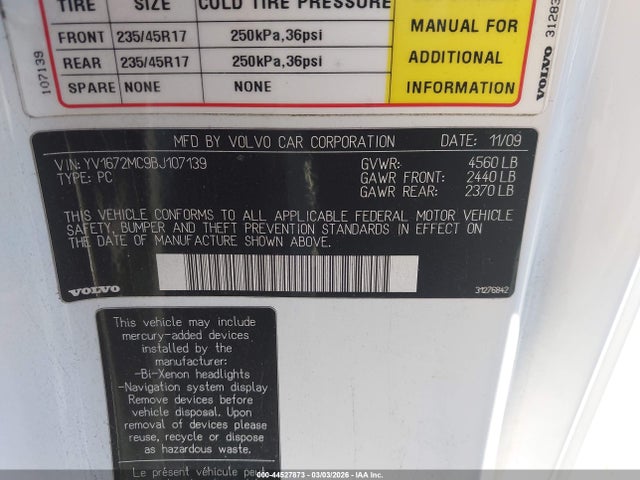 TIRE SIZE COLD TIRE PRESSURE
FRONT 235/45R17 250kPa,36psi
REAR 235/45R17 250kPa,36psi
SPARE NONE NONE
MANUAL FOR
ADDITIONAL
INFORMATION
107139
VOLVO 31283
MFD BY VOLVO CAR CORPORATION DATE: 11/09
VIN: YV1672MC9BJ107139 GVWR: 4560 LB
TYPE: PC GAWR FRONT: 2440 LB
GAWR REAR: 2370 LB
THIS VEHICLE CONFORMS TO ALL APPLICABLE FEDERAL MOTOR VEHICLE
SAFETY, BUMPER AND THEFT PREVENTION STANDARDS IN EFFECT ON
THE DATE OF MANUFACTURE SHOWN ABOVE.
VOLVO 31276842
This vehicle may include
mercury-added devices
installed by the
manufacturer:
-Bi-Xenon headlights
-Navigation system display
Remove devices before
vehicle disposal. Upon
removal of devices please
reuse, recycle or dispose
as hazardous waste.
Le présent véhicule peut
000-44527873 - 03/03/2026 - IAA Inc.